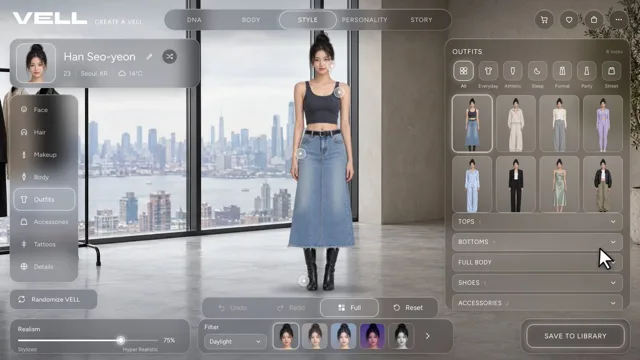 VELL CREATE A VELL
DNA
BODY
STYLE
PERSONALITY
STORY
Han Seo-yeon
23 Seoul, KR 14°C
Face
Hair
Makeup
Body
Outfits
Accessories
Tattoos
Details
Randomize VELL
Realism
75%
Stylized
Hyper Realistic
Undo
Redo
Full
Reset
Filter
Daylight
OUTFITS
All
Everyday
Athletic
Sleep
Formal
Party
Street
TOPS
BOTTOMS
FULL BODY
SHOES
ACCESSORIES
SAVE TO LIBRARY